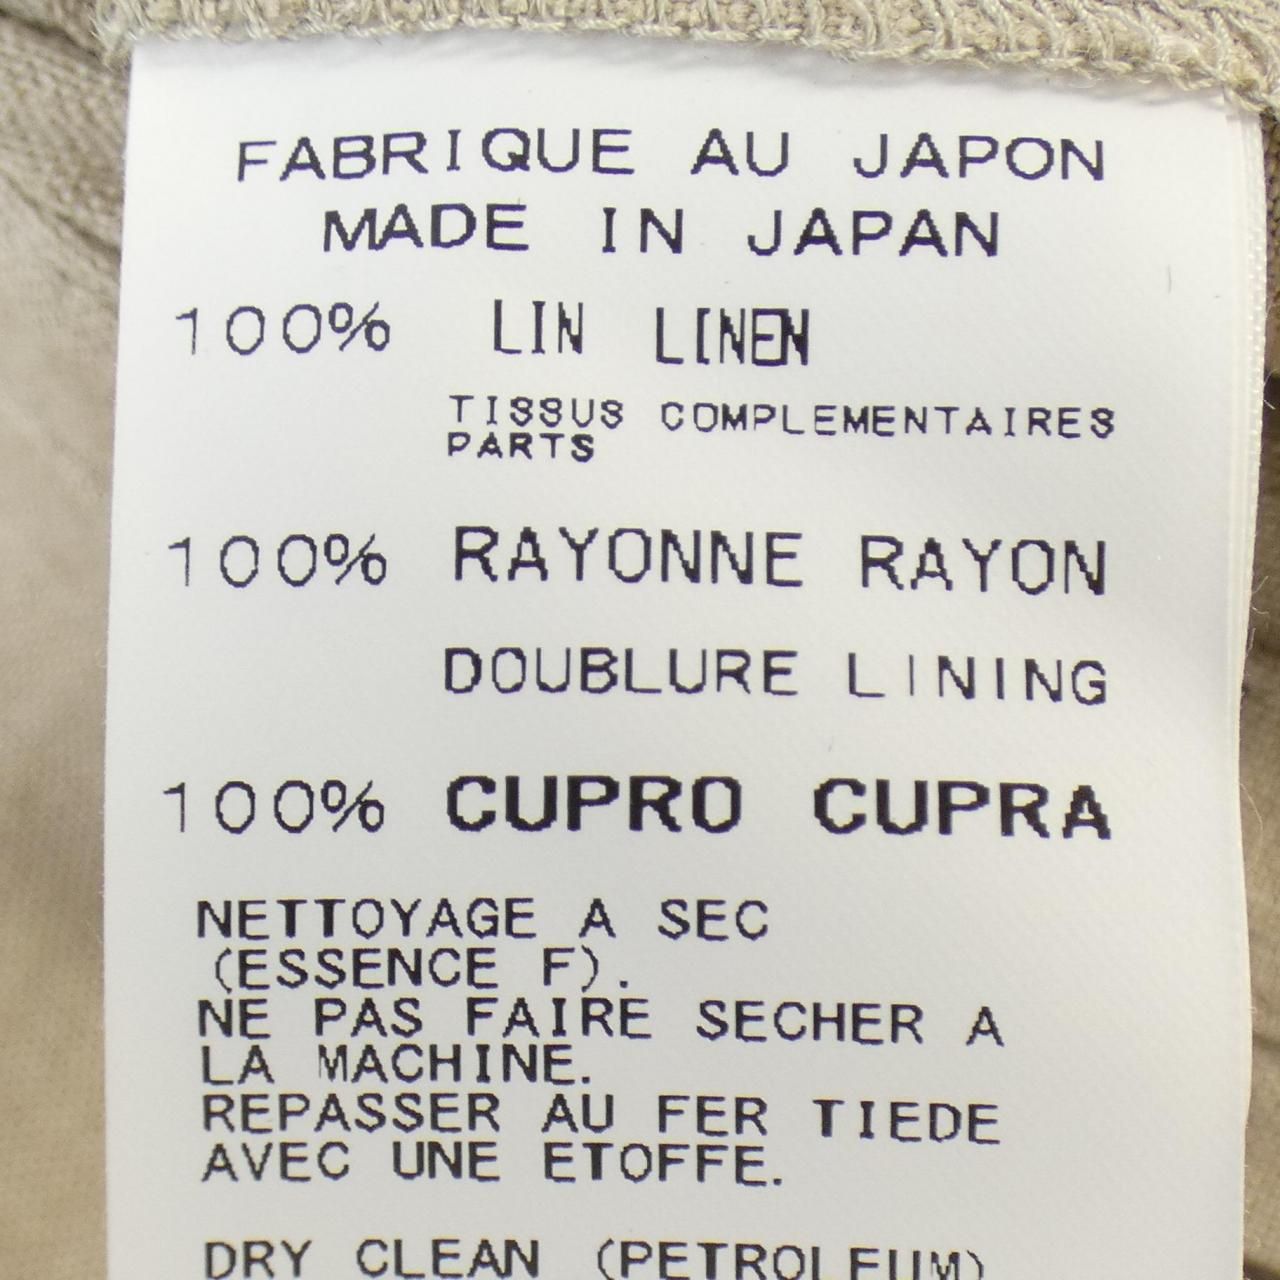 FABRIQUE AU JAPON
MADE IN JAPAN
100% LIN LINEN
TISSUS COMPLEMENTAIRES
PARTS
100% RAYONNE RAYON
DOUBLURE LINING
100% CUPRO CUPRA
NETTOYAGE A SEC
(ESSENCE F).
NE PAS FAIRE SECHER A
LA MACHINE.
REPASSER AU FER TIEDE
AVEC UNE ETOFFE.
DRY CLEAN (PETROLEUM)